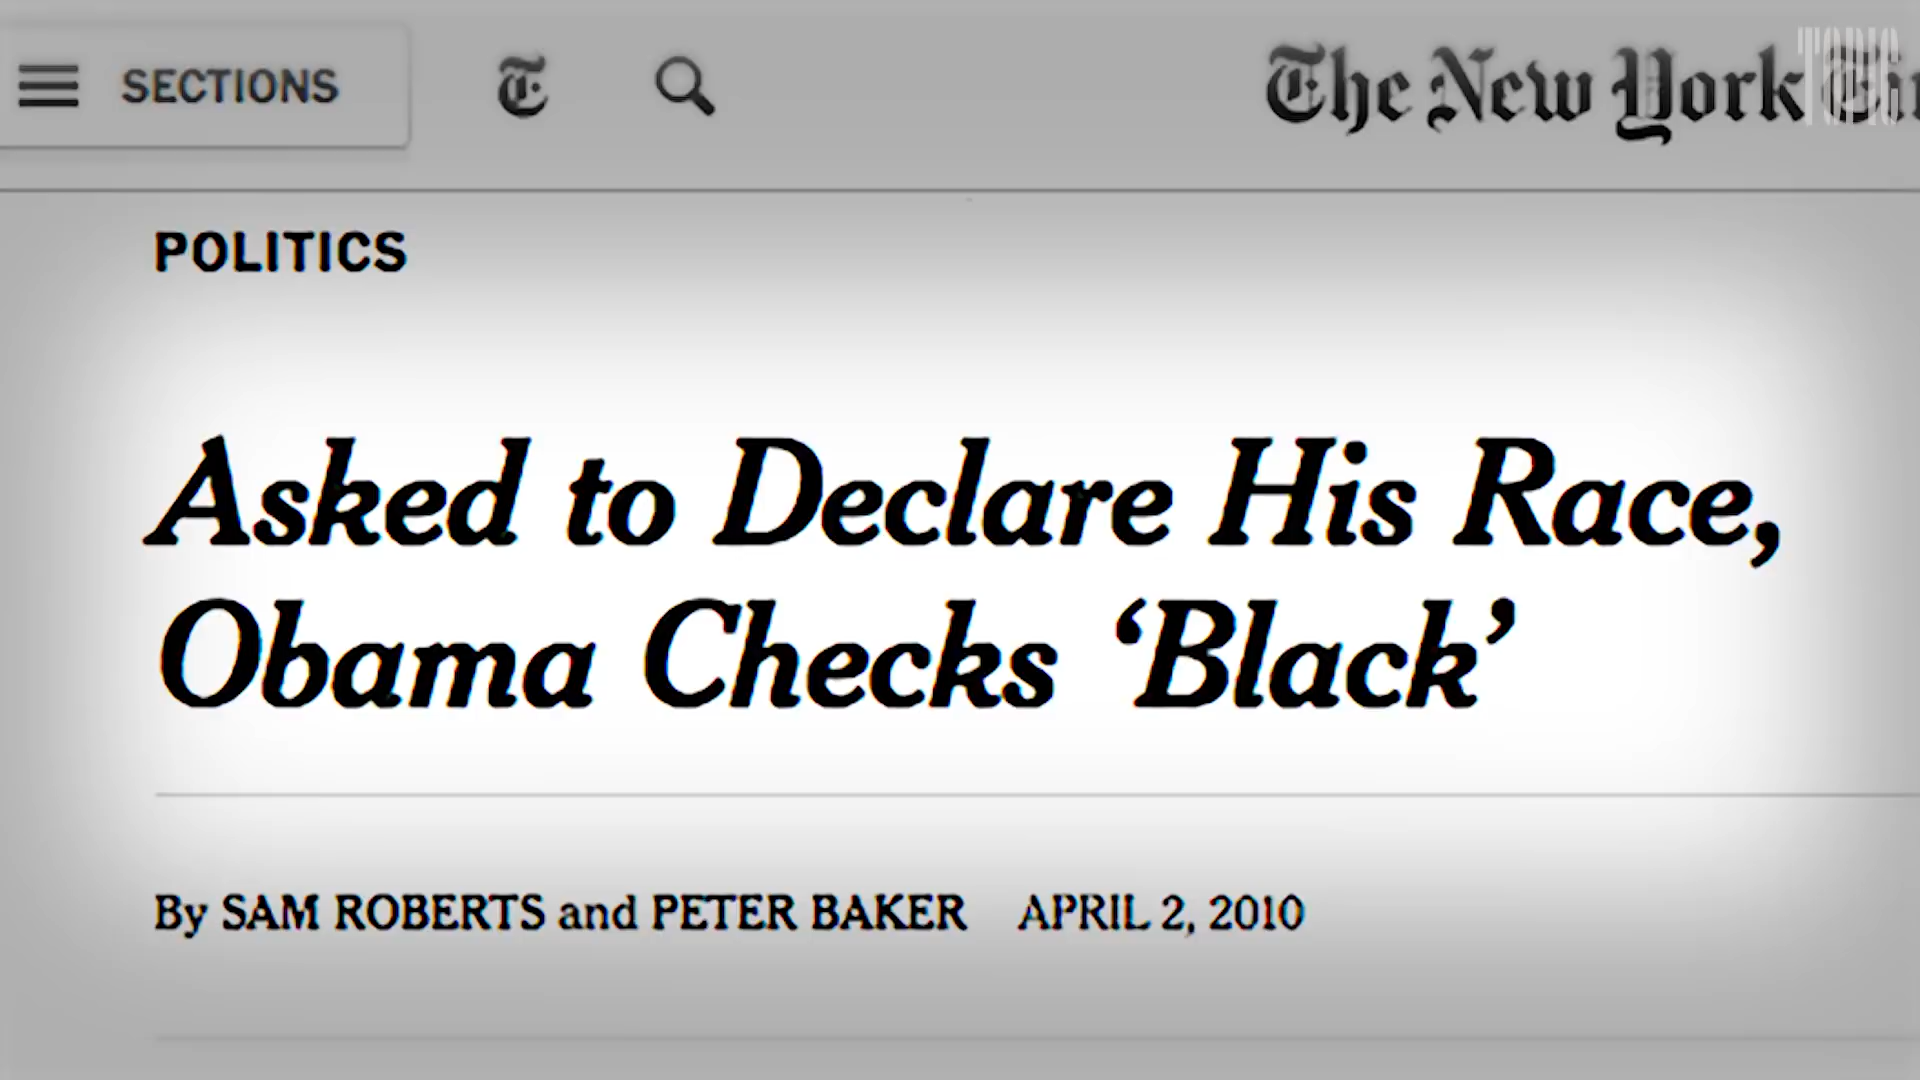 SECTIONS
The New York
TOPIC
POLITICS
Asked to Declare His Race,
Obama Checks ‘Black’
By SAM ROBERTS and PETER BAKER APRIL 2, 2010